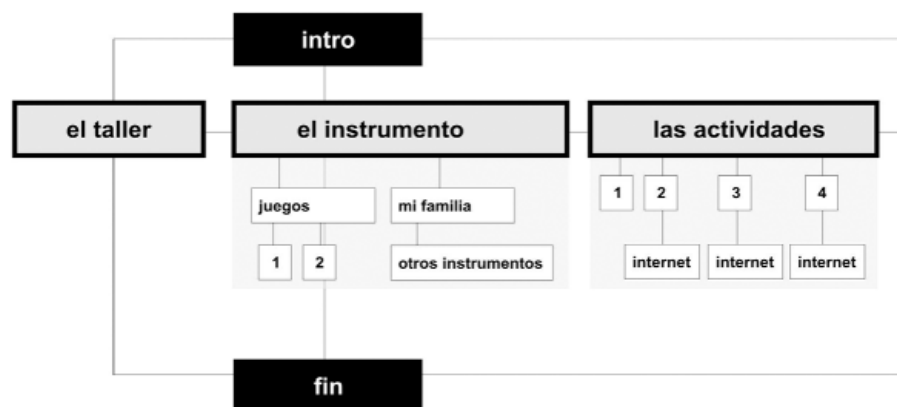 intro
el taller
el instrumento
las actividades
juegos
mi familia
1
2
3
4
1
2
otros instrumentos
internet
internet
internet
fin